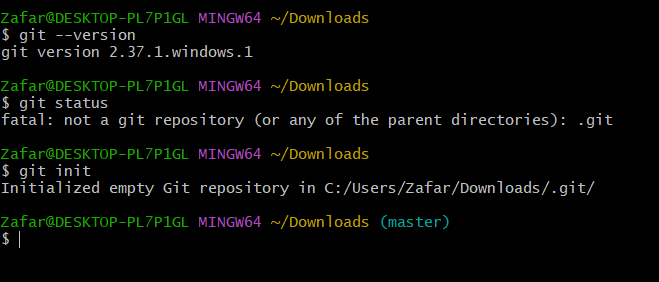 Zafar@DESKTOP-PL7P1GL MINGW64 ~/Downloads
$ git --version
git version 2.37.1.windows.1
Zafar@DESKTOP-PL7P1GL MINGW64 ~/Downloads
$ git status
fatal: not a git repository (or any of the parent directories): .git
Zafar@DESKTOP-PL7P1GL MINGW64 ~/Downloads
$ git init
Initialized empty Git repository in C:/Users/Zafar/Downloads/.git/
Zafar@DESKTOP-PL7P1GL MINGW64 ~/Downloads (master)
$